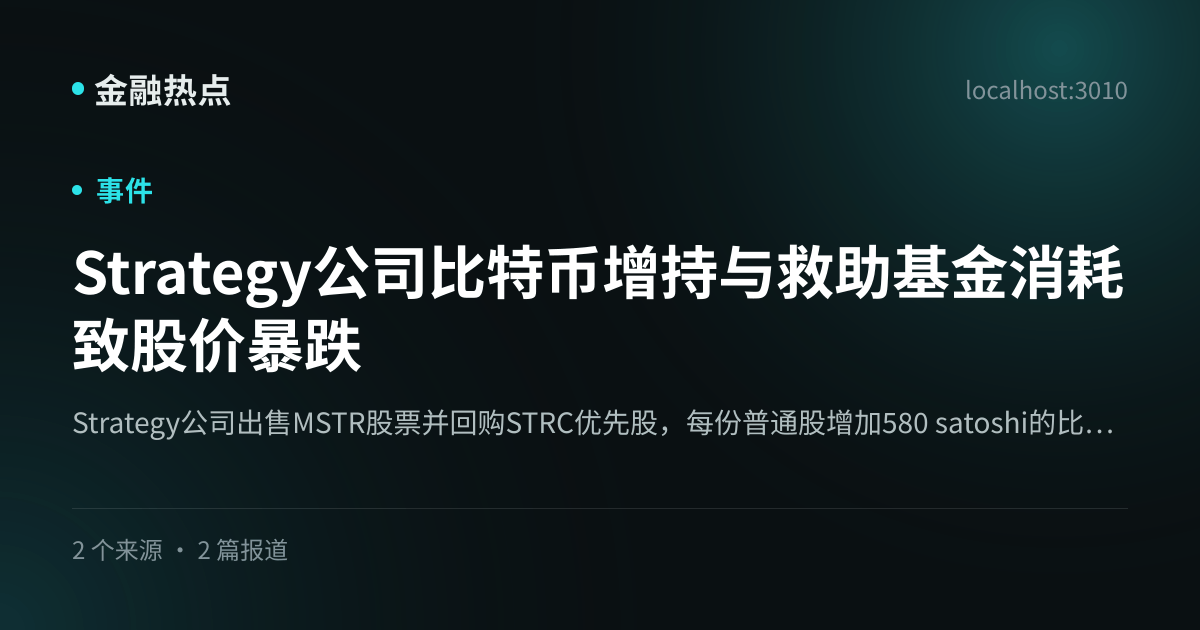 金融热点
localhost:3010
事件
Strategy公司比特币增持与救助基金消耗
致股价暴跌
Strategy公司出售MSTR股票并回购STRC优先股，每份普通股增加580 satoshi的比…
2 个来源 • 2 篇报道